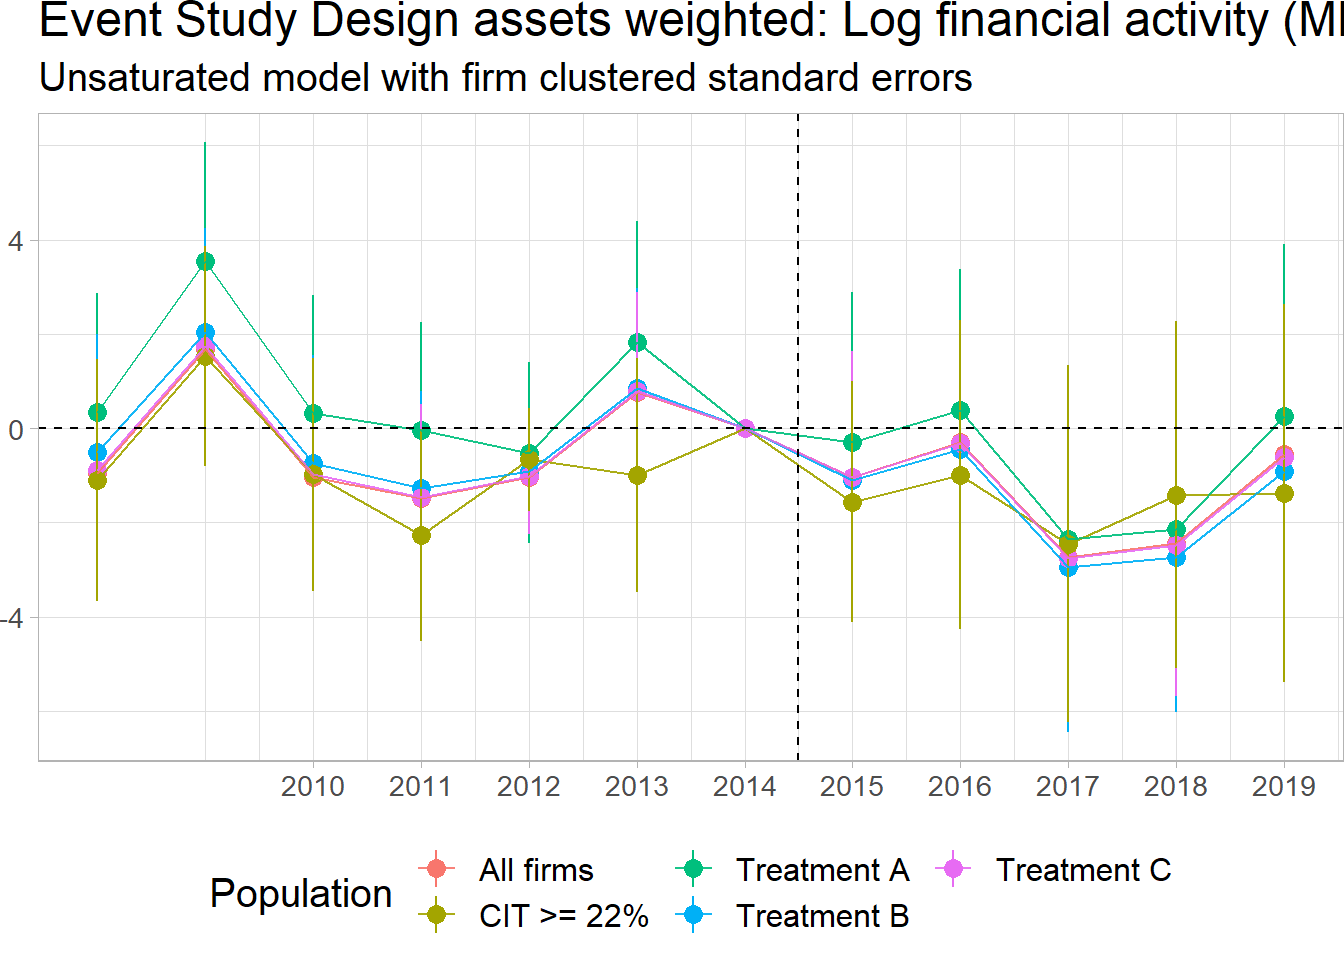 Event Study Design assets weighted: Log financial activity (
Unsaturated model with firm clustered standard errors
4
0
-4
2010 2011 2012 2013 2014 2015 2016 2017 2018 2019
Population
All firms
Treatment A
Treatment C
CIT >= 22%
Treatment B